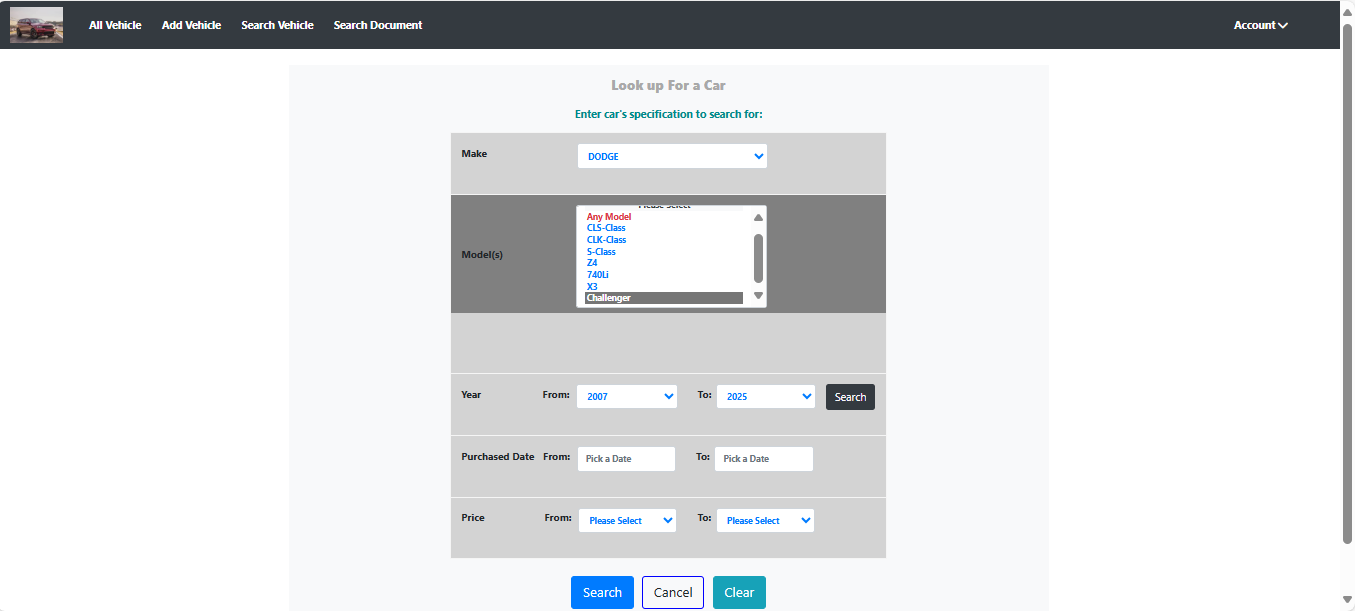 All Vehicle Add Vehicle Search Vehicle Search Document Account
Look up For a Car
Enter car's specification to search for:
Make DODGE
Please Select
Any Model
CLS-Class
CLK-Class
S-Class
Model(s)
Z4
740Li
X3
Challenger
Year From: 2007 To: 2025 Search
Purchased Date From: Pick a Date To: Pick a Date
Price From: Please Select To: Please Select
Search Cancel Clear